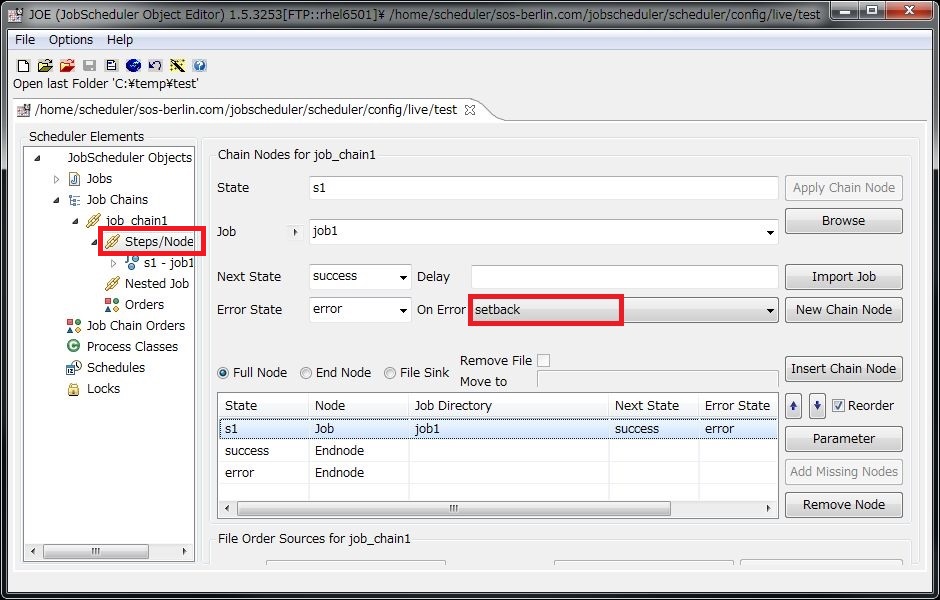 JOE (JobScheduler Object Editor) 1.5.3253[FTP::rhel6501]¥ /home/scheduler/sos-berlin.com/jobscheduler/scheduler/config/live/test
File Options Help
Open last Folder 'C:¥temp¥test'
/home/scheduler/sos-berlin.com/jobscheduler/scheduler/config/live/test
Scheduler Elements
JobScheduler Objects
Jobs
Job Chains
job_chain1
Steps/Node
s1 - job1
Nested Job
Orders
Job Chain Orders
Process Classes
Schedules
Locks
Chain Nodes for job_chain1
State s1 Apply Chain Node
Browse
Job job1
Next State success Delay Import Job
Error State error On Error setback New Chain Node
Full Node End Node File Sink Remove File
Move to
Insert Chain Node
State Node Job Directory Next State Error State
s1 Job job1 success error
success Endnode
error Endnode
Reorder
Parameter
Add Missing Nodes
Remove Node
File Order Sources for job_chain1